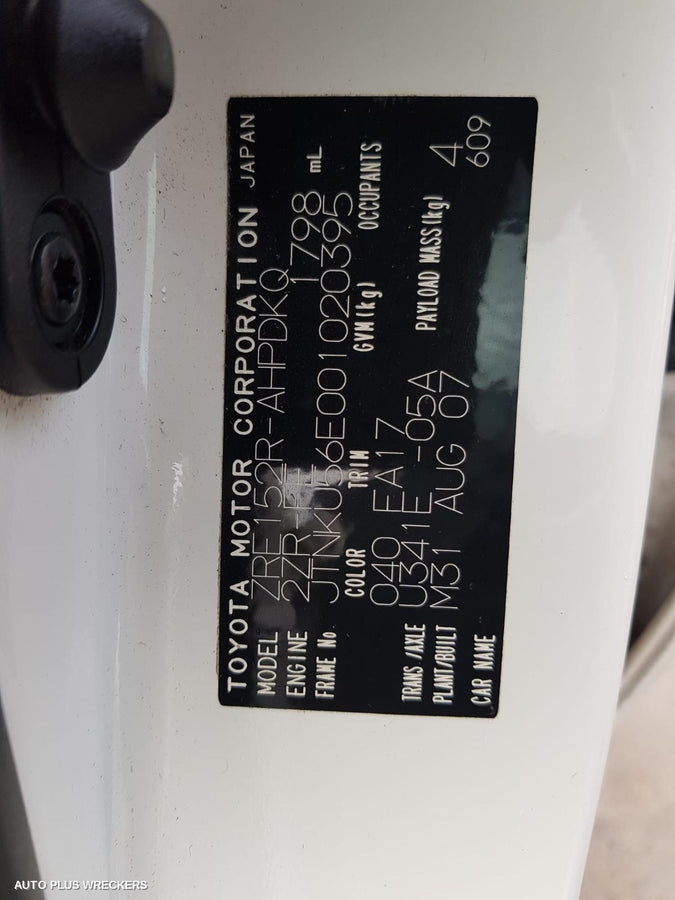 TOYOTA MOTOR CORPORATION JAPAN
MODEL ZRE152R-AHPDKQ
ENGINE 2ZR-FE 1798 mL
FRAME No. JTNKU56E001020395
COLOR TRIM GVM(kg) OCCUPANTS
040 EA17 4
TRANS/AXLE U341E -05A PAYLOAD MASS(kg) 609
PLANT/BUILT M31 AUG 07
CAR NAME
AUTO PLUS WRECKERS